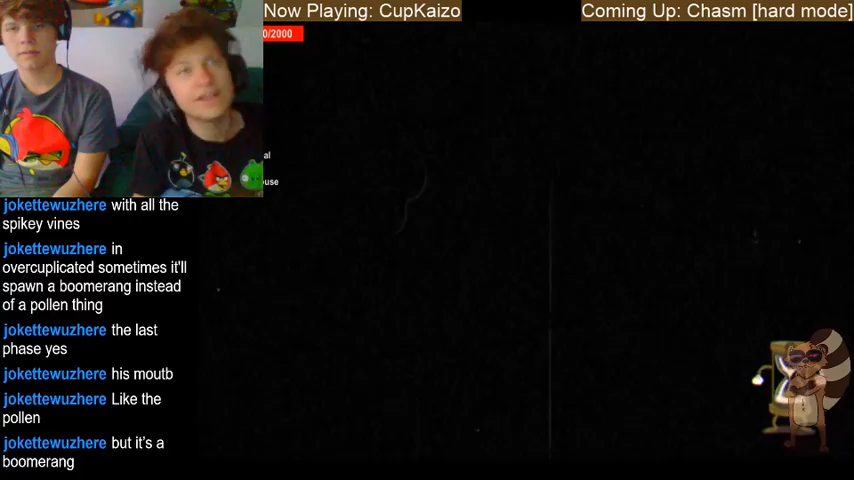 Now Playing: CupKaizo
Coming Up: Chasm [hard mode]
0/2000
al
ouse
jokettewuzhere with all the
spikey vines
jokettewuzhere in
overcuplicated sometimes it'll
spawn a boomerang instead
of a pollen thing
jokettewuzhere the last
phase yes
jokettewuzhere his moutb
jokettewuzhere Like the
pollen
jokettewuzhere but it's a
boomerang